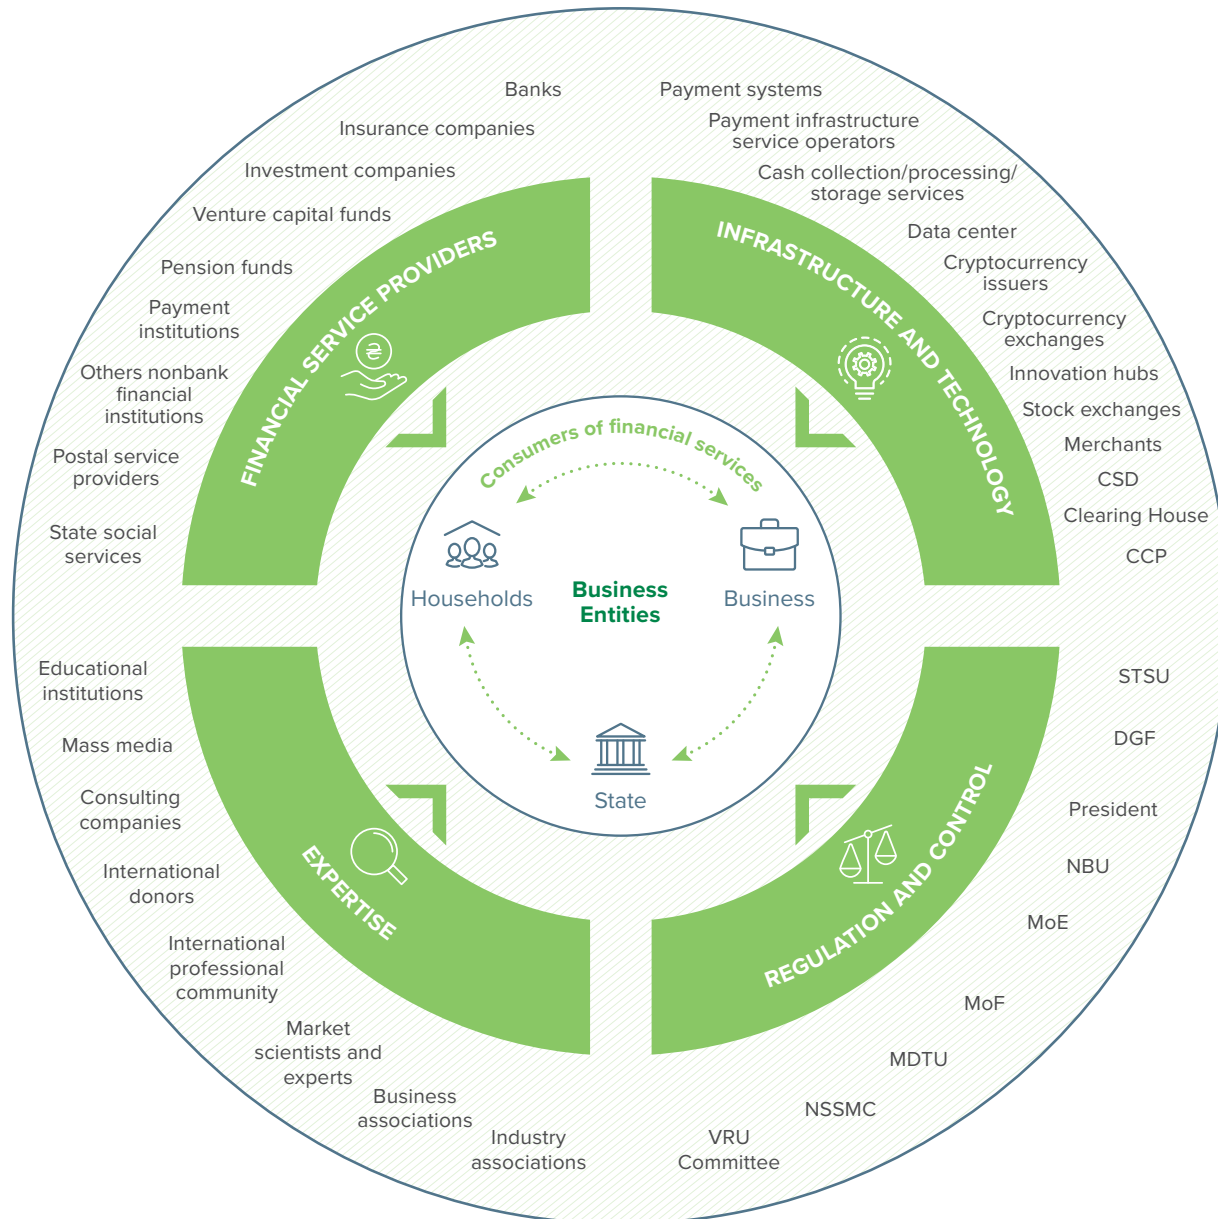 Banks
Insurance companies
Investment companies
Venture capital funds
Pension funds
Payment
institutions
Others nonbank
financial
institutions
Postal service
providers
State social
services
FINANCIAL SERVICE PROVIDERS
₴
Payment systems
Payment infrastructure
service operators
Cash collection/processing/
storage services
Data center
Cryptocurrency
issuers
Cryptocurrency
exchanges
Innovation hubs
Stock exchanges
Merchants
CSD
Clearing House
CCP
INFRASTRUCTURE AND TECHNOLOGY
Consumers of financial services
Households
Business
Entities
Business
State
Educational
institutions
Mass media
Consulting
companies
International
donors
International
professional
community
Market
scientists and
experts
Business
associations
Industry
associations
EXPERTISE
STSU
DGF
President
NBU
MoE
MoF
MDTU
NSSMC
VRU
Committee
REGULATION AND CONTROL